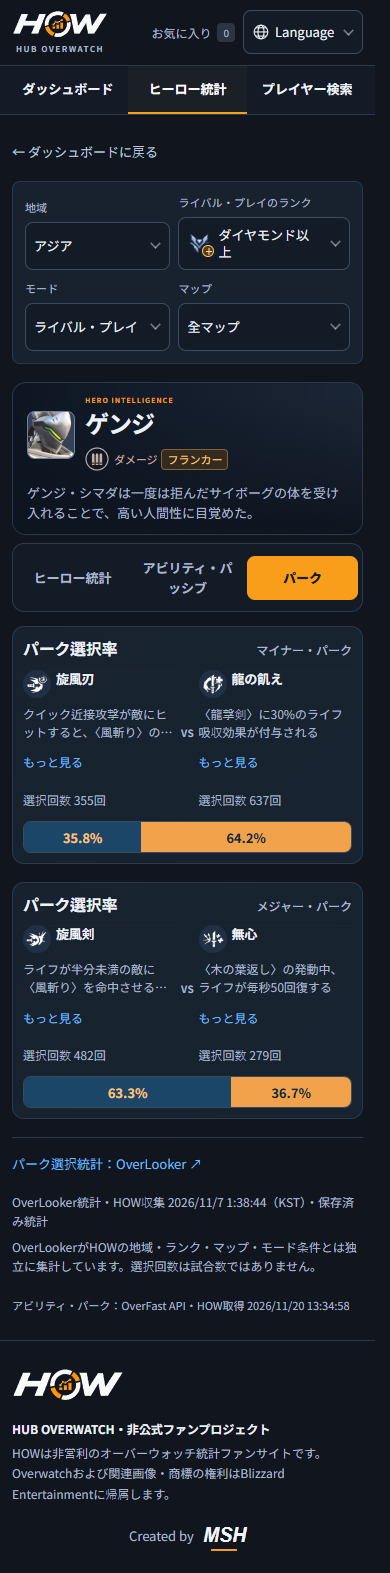 HOW
HUB OVERWATCH
お気に入り 0
Language
ダッシュボード
ヒーロー統計
プレイヤー検索
← ダッシュボードに戻る
地域
ライバル・プレイのランク
アジア
ダイヤモンド以
上
モード
マップ
ライバル・プレイ
全マップ
HERO INTELLIGENCE
ゲンジ
ダメージ フランカー
ゲンジ・シマダは一度は拒んだサイボーグの体を受け
入れることで、高い人間性に目覚めた。
ヒーロー統計
アビリティ・パ
ッシブ
パーク
パーク選択率
マイナー・パーク
旋風刃
クイック近接攻撃が敵にヒ
ットすると、〈風斬り〉の…
もっと見る
選択回数 355回
vs
龍の飢え
〈龍撃剣〉に30%のライフ
吸収効果が付与される
もっと見る
選択回数 637回
35.8%
64.2%
パーク選択率
メジャー・パーク
旋風剣
ライフが半分未満の敵に
〈風斬り〉を命中させる…
もっと見る
選択回数 482回
vs
無心
〈木の葉返し〉の発動中、
ライフが毎秒50回復する
もっと見る
選択回数 279回
63.3%
36.7%
パーク選択統計：OverLooker ↗
OverLooker統計・HOW収集 2026/11/7 1:38:44（KST）・保存済
み統計
OverLookerがHOWの地域・ランク・マップ・モード条件とは独
立に集計しています。選択回数は試合数ではありません。
アビリティ・パーク：OverFast API・HOW取得 2026/11/20 13:34:58
HOW
HUB OVERWATCH・非公式ファンプロジェクト
HOWは非営利のオーバーウォッチ統計ファンサイトです。
Overwatchおよび関連画像・商標の権利はBlizzard
Entertainmentに帰属します。
Created by MSH